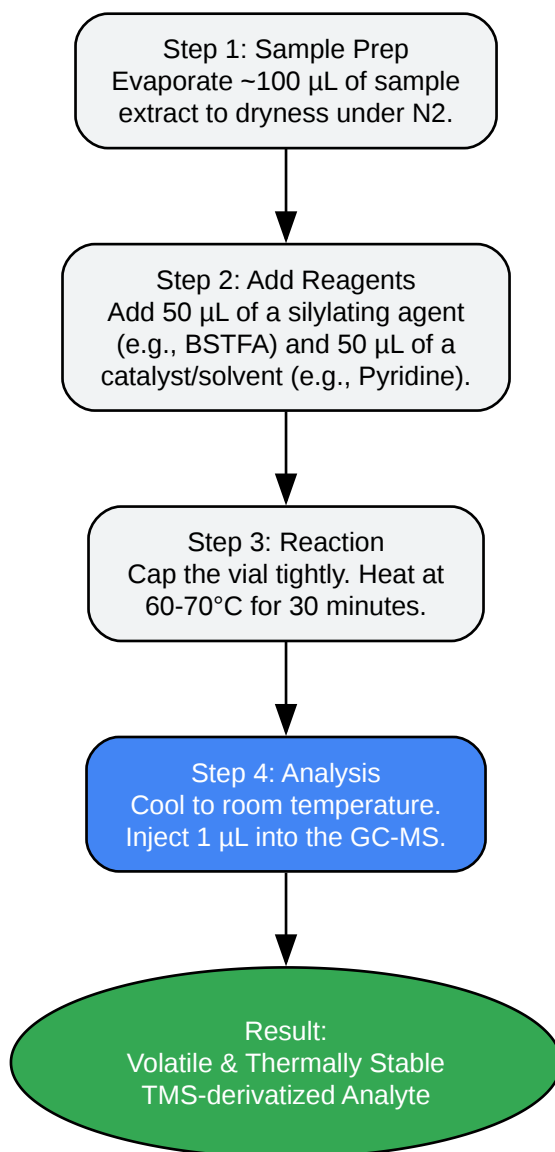 Step 1: Sample Prep
Evaporate ~100 µL of sample
extract to dryness under N2.
Step 2: Add Reagents
Add 50 µL of a silylating agent
(e.g., BSTFA) and 50 µL of a
catalyst/solvent (e.g., Pyridine).
Step 3: Reaction
Cap the vial tightly. Heat at
60-70°C for 30 minutes.
Step 4: Analysis
Cool to room temperature.
Inject 1 µL into the GC-MS.
Result:
Volatile & Thermally Stable
TMS-derivatized Analyte